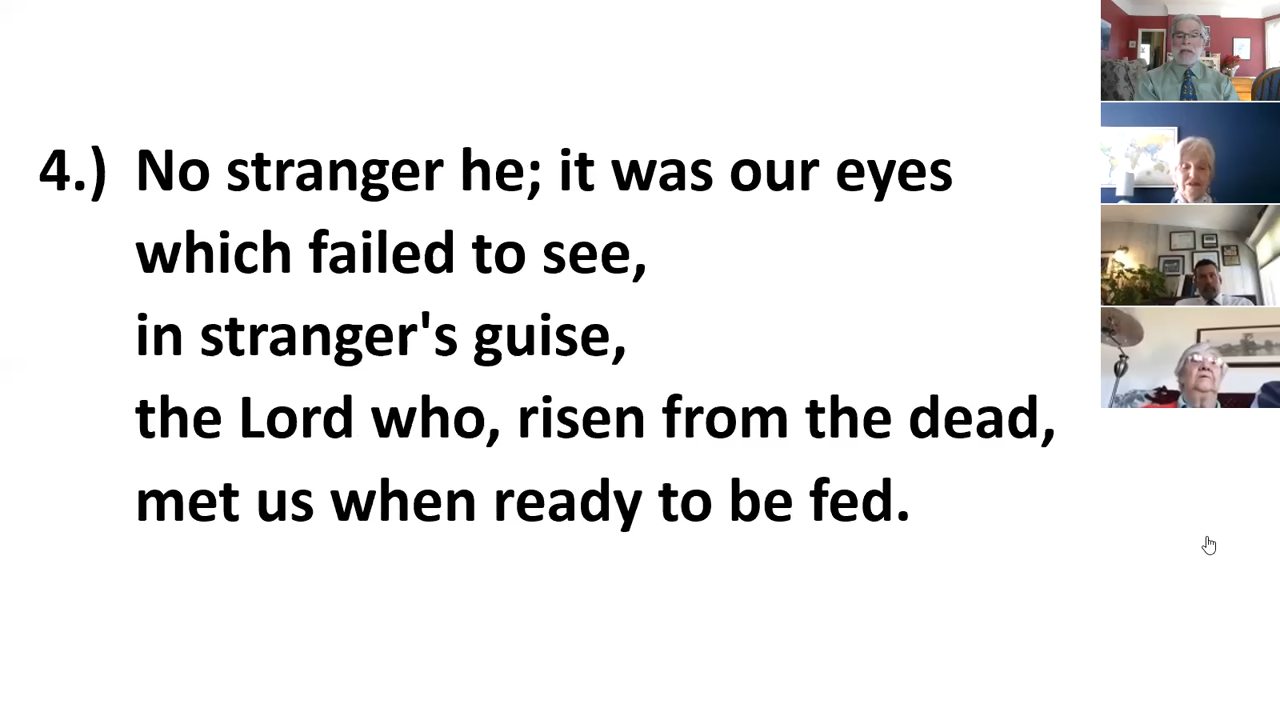 4.) No stranger he; it was our eyes
which failed to see,
in stranger's guise,
the Lord who, risen from the dead,
met us when ready to be fed.